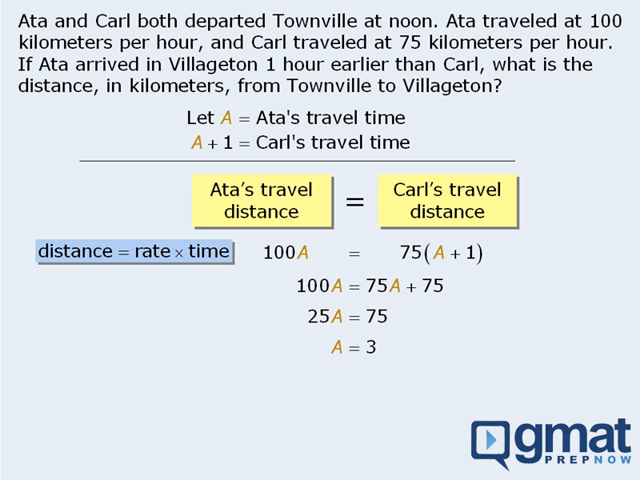 Ata and Carl both departed Townville at noon. Ata traveled at 100
kilometers per hour, and Carl traveled at 75 kilometers per hour.
If Ata arrived in Villageton 1 hour earlier than Carl, what is the
distance, in kilometers, from Townville to Villageton?
Let A = Ata's travel time
A + 1 = Carl's travel time
Ata's travel distance = Carl's travel distance
distance = rate × time 100A = 75(A + 1)
100A = 75A + 75
25A = 75
A = 3
gmat
PREPNOW